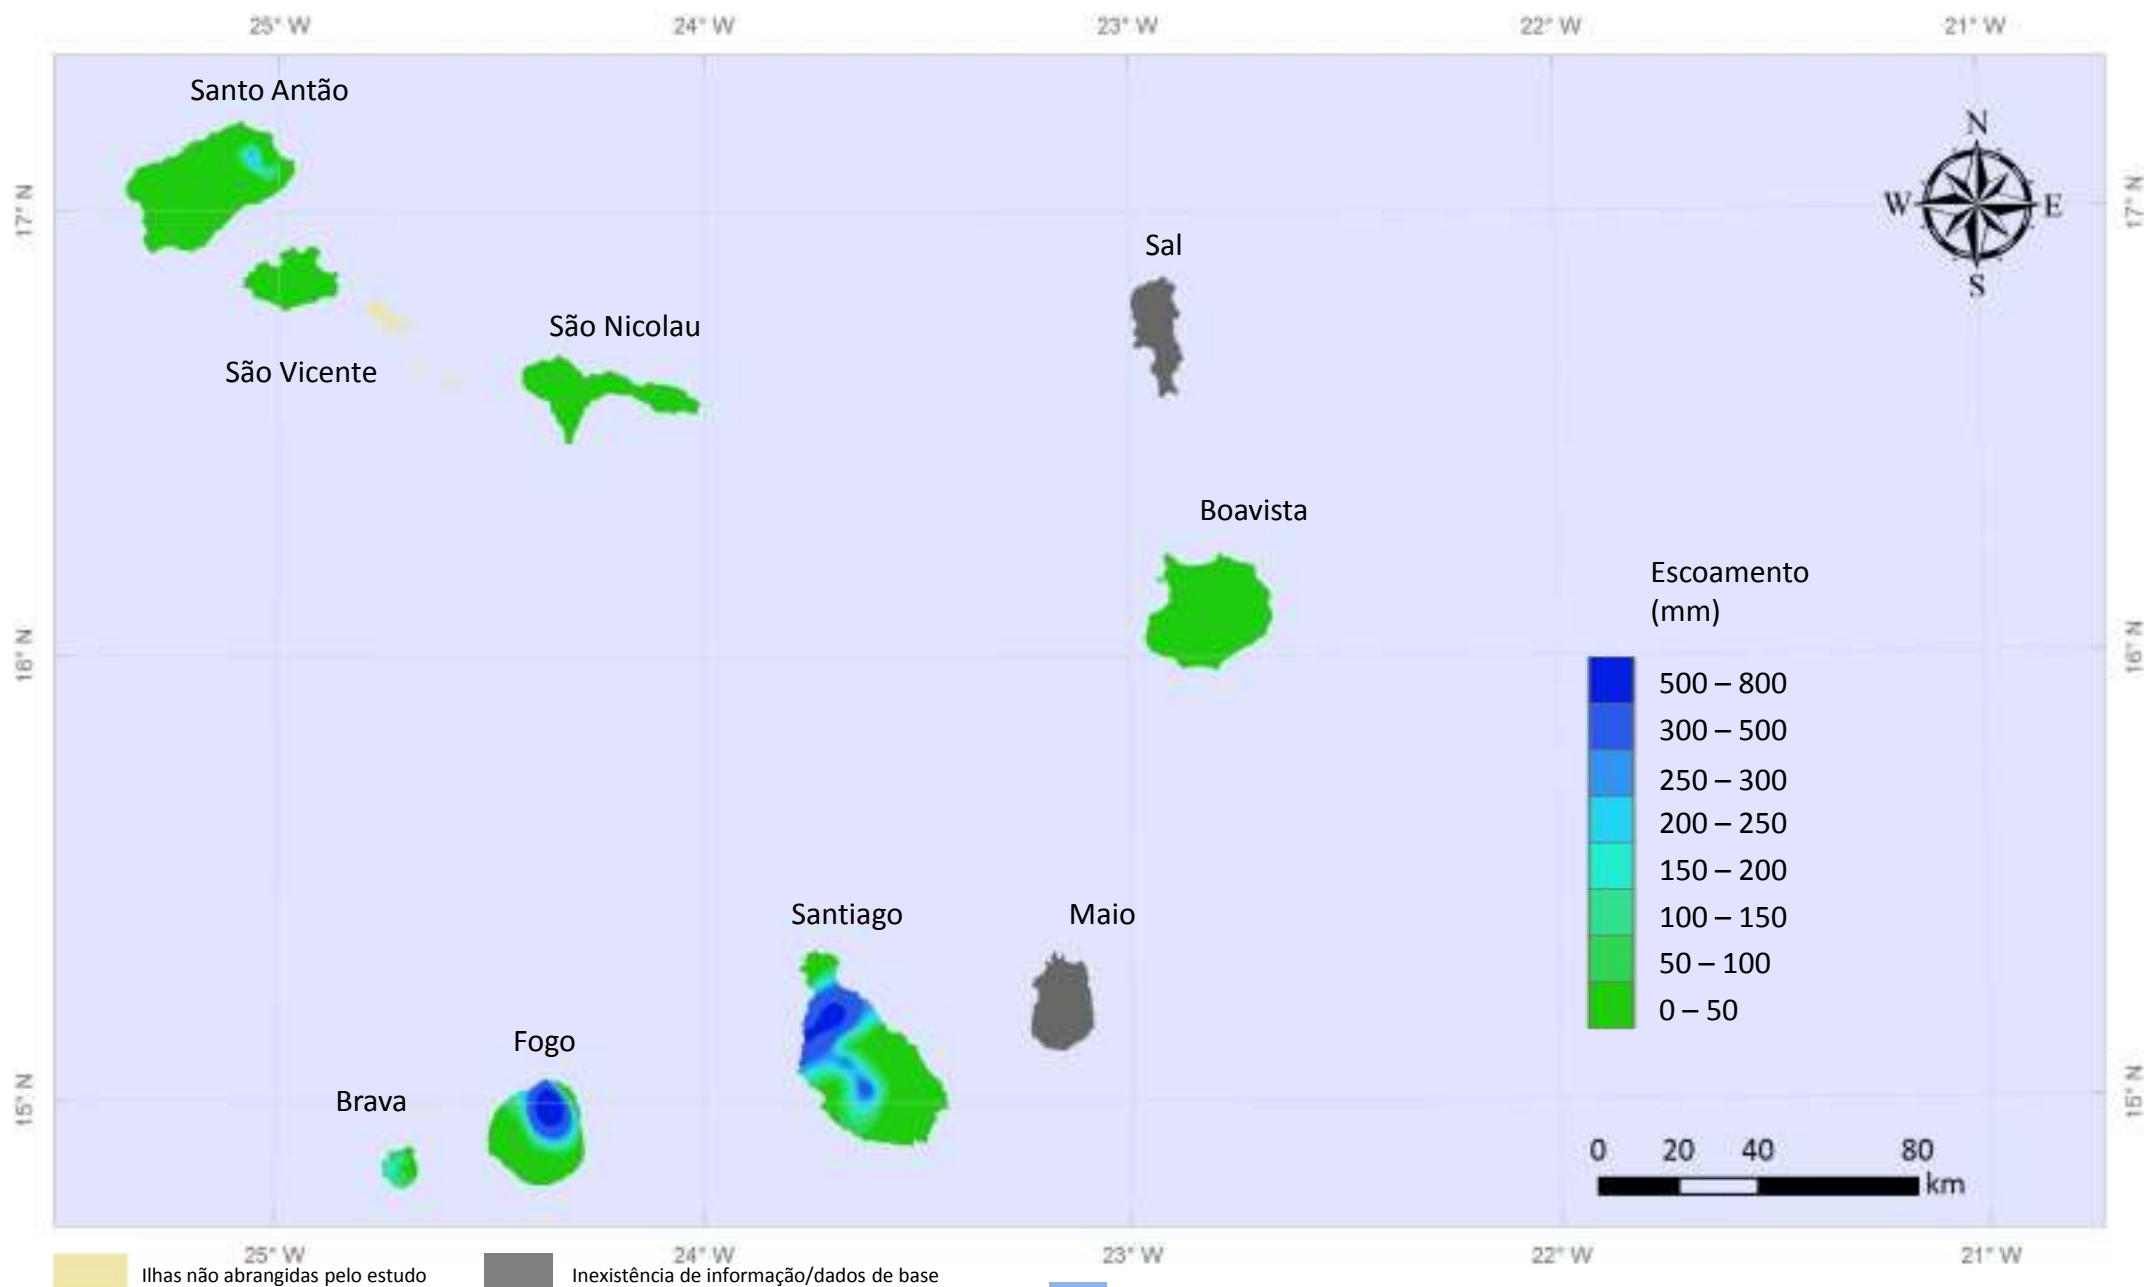 25° W 24° W 23° W 22° W 21° W
Santo Antão
N
W E
S
17° N 17° N
Sal
São Nicolau
São Vicente
Boavista
Escoamento
(mm)
16° N 16° N
500 – 800
300 – 500
250 – 300
200 – 250
150 – 200
100 – 150
50 – 100
0 – 50
Santiago Maio
Fogo
Brava
15° N 15° N
0 20 40 80
km
25° W 24° W 23° W 22° W 21° W
Ilhas não abrangidas pelo estudo Inexistência de informação/dados de base